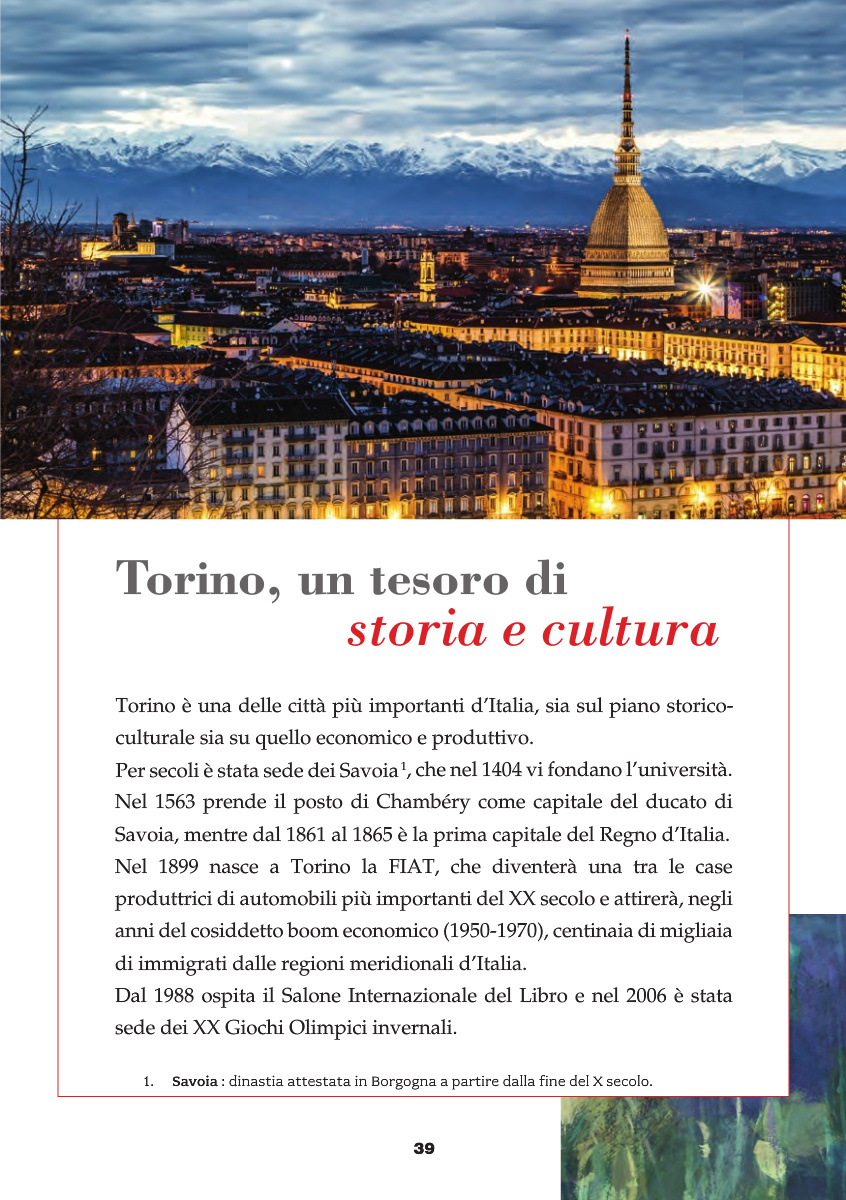 Torino, un tesoro di
storia e cultura
Torino è una delle città più importanti d’Italia, sia sul piano storico-
culturale sia su quello economico e produttivo.
Per secoli è stata sede dei Savoia¹, che nel 1404 vi fondano l’università.
Nel 1563 prende il posto di Chambéry come capitale del ducato di
Savoia, mentre dal 1861 al 1865 è la prima capitale del Regno d’Italia.
Nel 1899 nasce a Torino la FIAT, che diventerà una tra le case
produttrici di automobili più importanti del XX secolo e attirerà, negli
anni del cosiddetto boom economico (1950-1970), centinaia di migliaia
di immigrati dalle regioni meridionali d’Italia.
Dal 1988 ospita il Salone Internazionale del Libro e nel 2006 è stata
sede dei XX Giochi Olimpici invernali.
1. Savoia : dinastia attestata in Borgogna a partire dalla fine del X secolo.
39